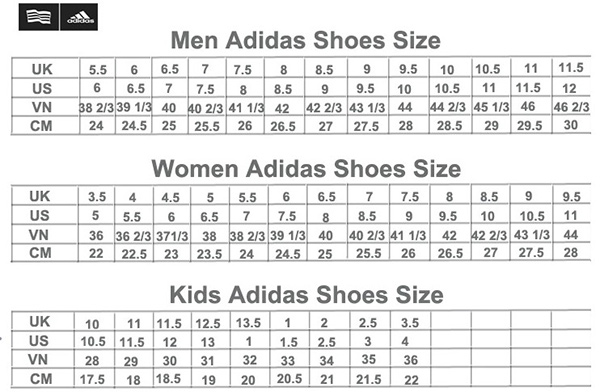 adidas
Men Adidas Shoes Size
UK 5.5 6 6.5 7 7.5 8 8.5 9 9.5 10 10.5 11 11.5
US 6 6.5 7 7.5 8 8.5 9 9.5 10 10.5 11 11.5 12
VN 38 2/3 39 1/3 40 40 2/3 41 1/3 42 42 2/3 43 1/3 44 44 2/3 45 1/3 46 46 2/3
CM 24 24.5 25 25.5 26 26.5 27 27.5 28 28.5 29 29.5 30
Women Adidas Shoes Size
UK 3.5 4 4.5 5 5.5 6 6.5 7 7.5 8 8.5 9 9.5
US 5 5.5 6 6.5 7 7.5 8 8.5 9 9.5 10 10.5 11
VN 36 36 2/3 371/3 38 38 2/3 39 1/3 40 40 2/3 41 1/3 42 42 2/3 43 1/3 44
CM 22 22.5 23 23.5 24 24.5 25 25.5 26 26.5 27 27.5 28
Kids Adidas Shoes Size
UK 10 11 11.5 12.5 13.5 1 2 2.5 3.5
US 10.5 11.5 12 13 1 1.5 2.5 3 4
VN 28 29 30 31 32 33 34 35 36
CM 17.5 18 18.5 19 20 20.5 21 21.5 22